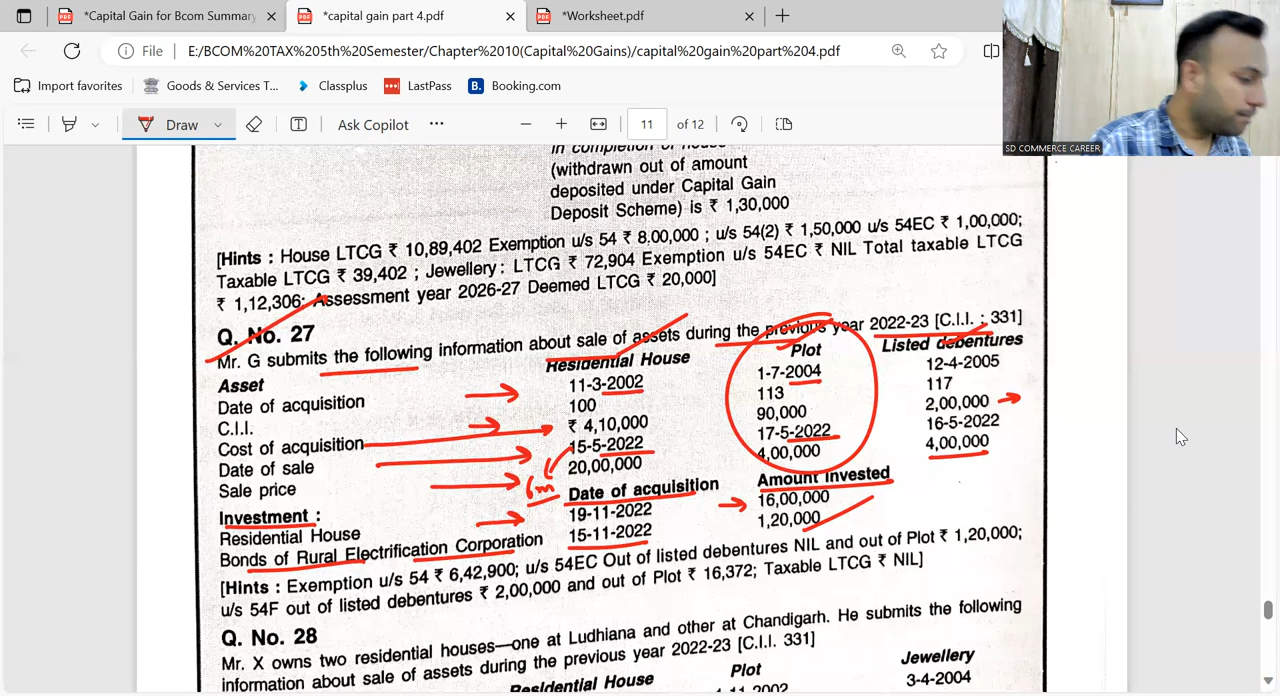 *Capital Gain for Bcom Summary
*capital gain part 4.pdf
*Worksheet.pdf
File
E:/BCOM%20TAX%205th%20Semester/Chapter%2010(Capital%20Gains)/capital%20gain%20part%204.pdf
Import favorites
Goods & Services T...
Classplus
LastPass
Booking.com
Draw
Ask Copilot
11 of 12
SD COMMERCE CAREER
in completion of house
(withdrawn out of amount
deposited under Capital Gain
Deposit Scheme) is ₹ 1,30,000
[Hints : House LTCG ₹ 10,89,402 Exemption u/s 54 ₹ 8,00,000 ; u/s 54(2) ₹ 1,50,000 u/s 54EC ₹ 1,00,000;
Taxable LTCG ₹ 39,402 ; Jewellery : LTCG ₹ 72,904 Exemption u/s 54EC ₹ NIL Total taxable LTCG
₹ 1,12,306; Assessment year 2026-27 Deemed LTCG ₹ 20,000]
Q. No. 27
Mr. G submits the following information about sale of assets during the previous year 2022-23 [C.I.I. : 331]
Asset Residential House Plot Listed debentures
Date of acquisition 11-3-2002 1-7-2004 12-4-2005
C.I.I. 100 113 117
Cost of acquisition ₹ 4,10,000 90,000 2,00,000
Date of sale 15-5-2022 17-5-2022 16-5-2022
Sale price 20,00,000 4,00,000 4,00,000
6m
Investment : Date of acquisition Amount invested
Residential House 19-11-2022 16,00,000
Bonds of Rural Electrification Corporation 15-11-2022 1,20,000
[Hints : Exemption u/s 54 ₹ 6,42,900; u/s 54EC Out of listed debentures NIL and out of Plot ₹ 1,20,000;
u/s 54F out of listed debentures ₹ 2,00,000 and out of Plot ₹ 16,372; Taxable LTCG ₹ NIL]
Q. No. 28
Mr. X owns two residential houses—one at Ludhiana and other at Chandigarh. He submits the following
information about sale of assets during the previous year 2022-23 [C.I.I. 331]
Residential House Plot Jewellery
1-11-2002 3-4-2004